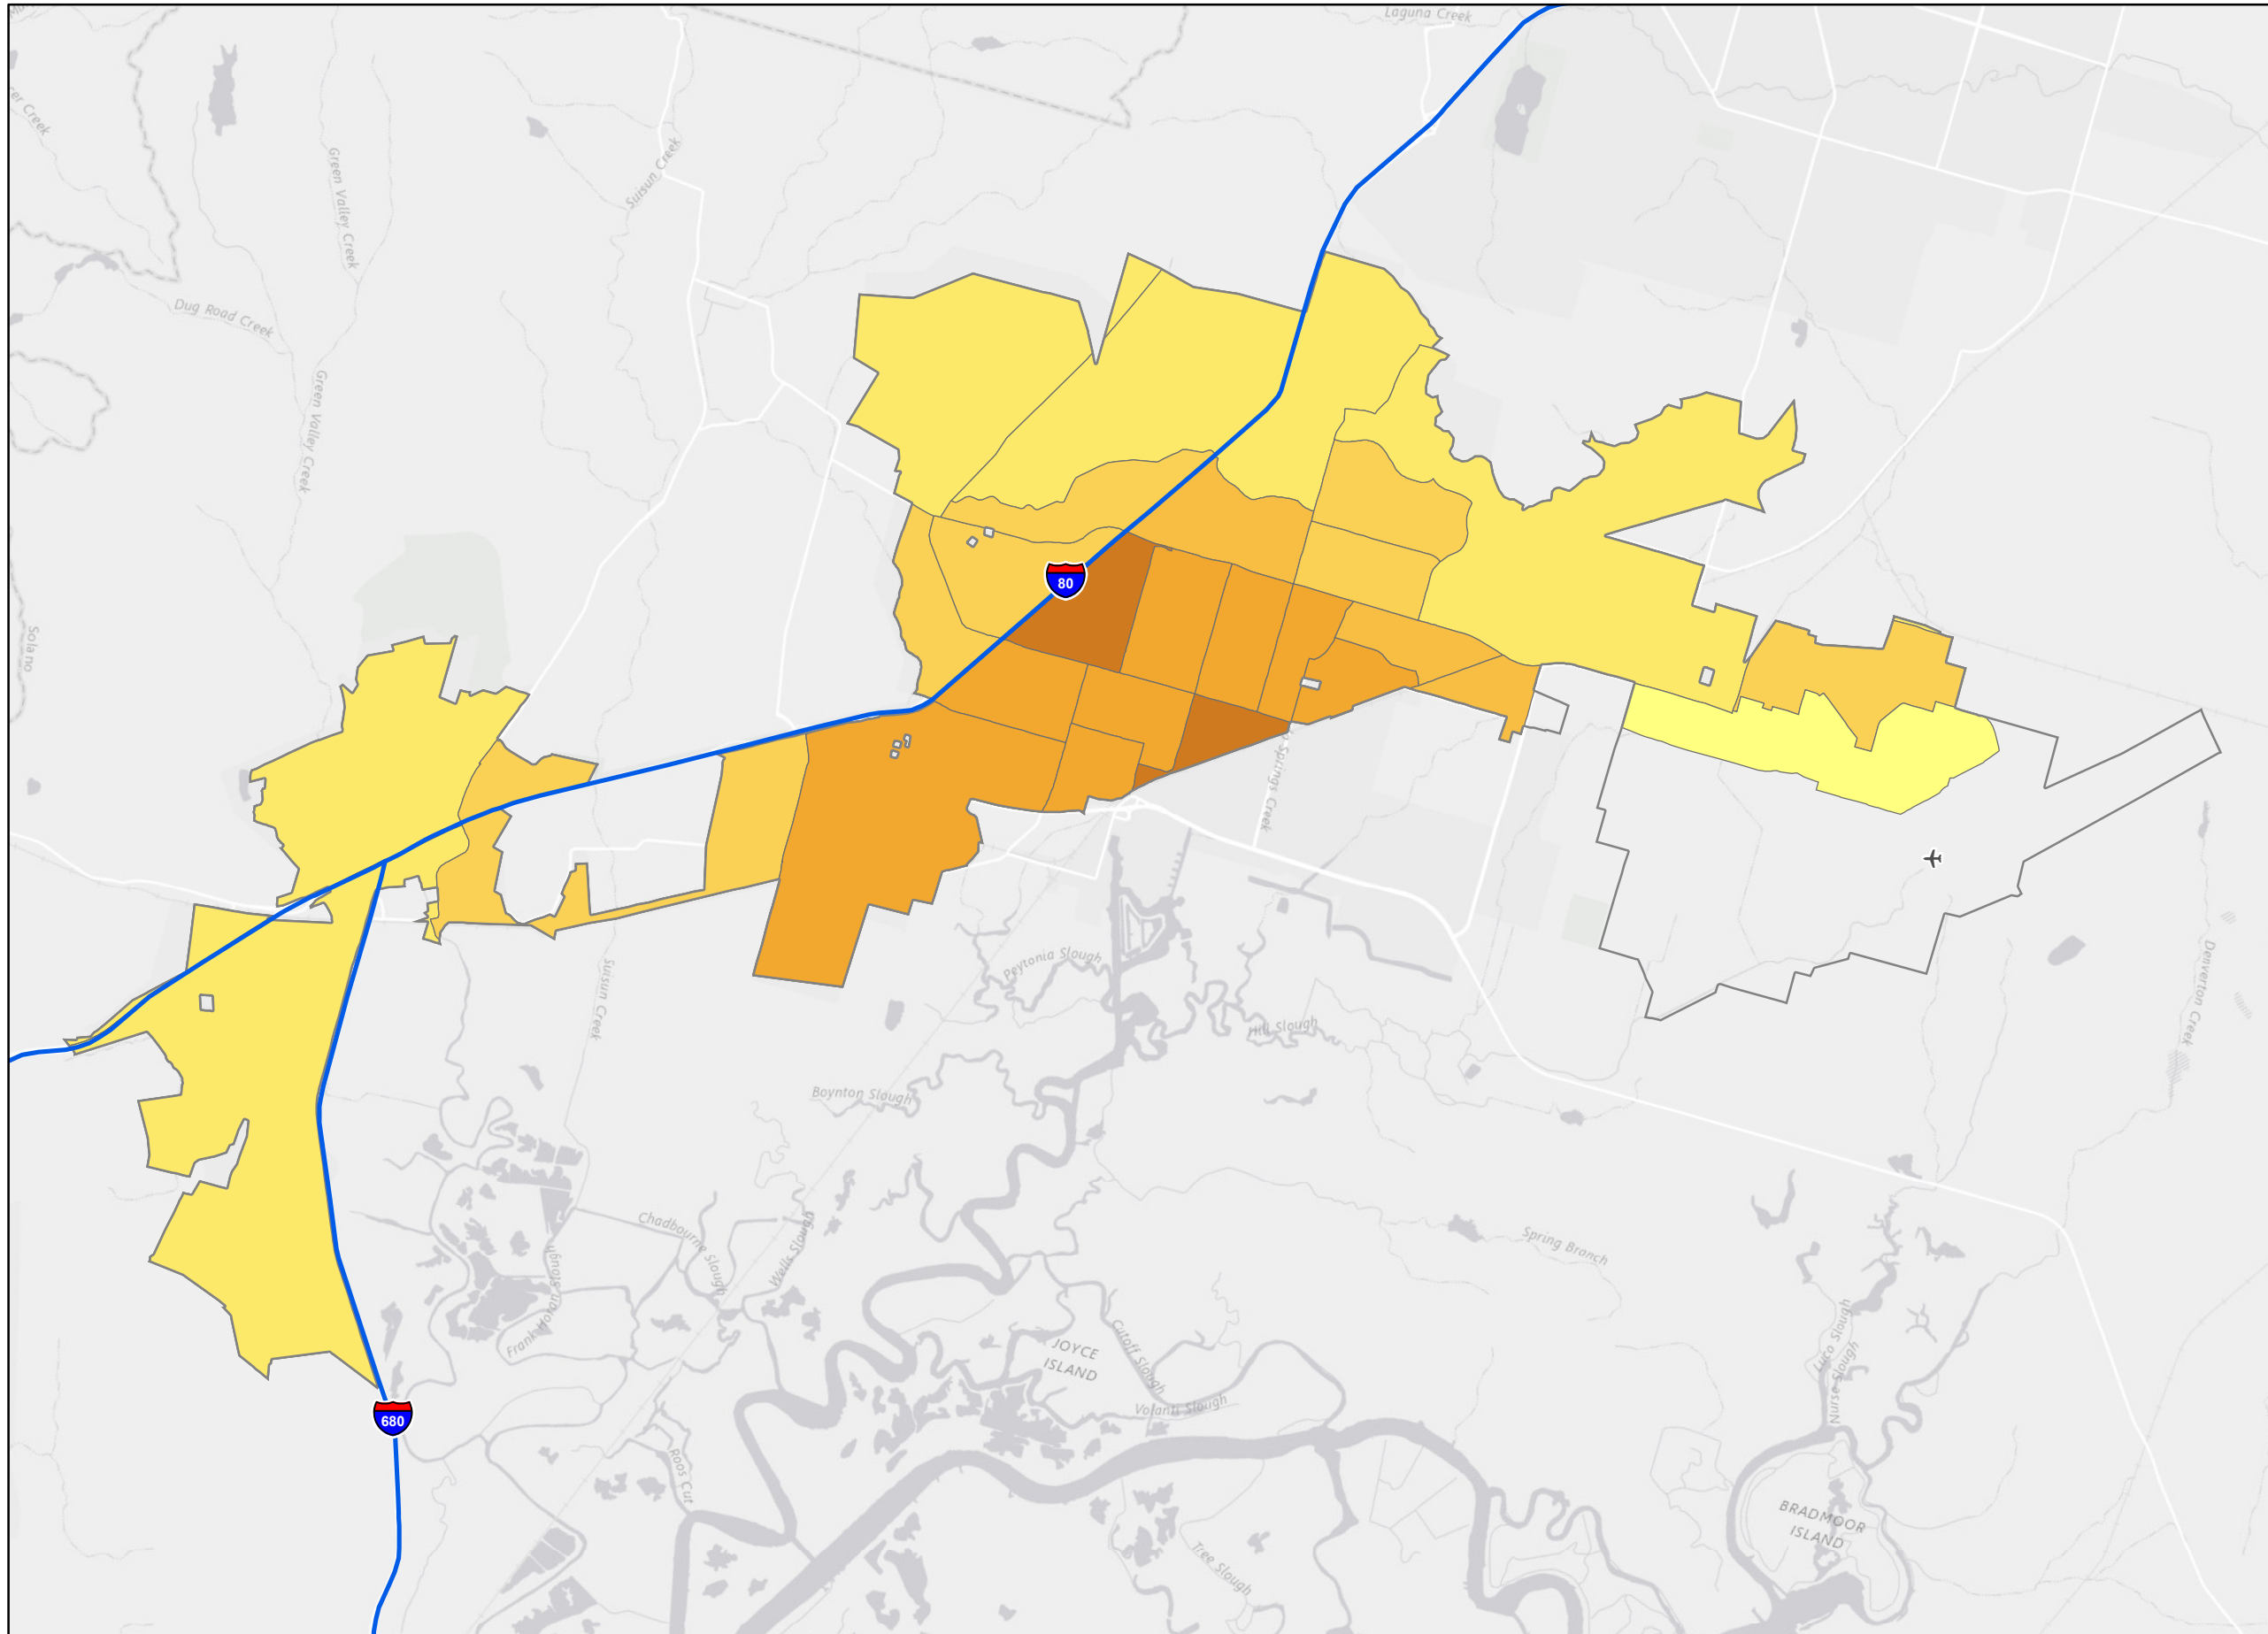 Laguna Creek
Green Valley Creek
Suisun Creek
Dug Road Creek
Green Valley Creek
Solano
80
Springs Creek
Suisun Creek
Peytonia Slough
Hill Slough
Denverton Creek
Boynton Slough
Chadbourne Slough
Wells Slough
Spring Branch
Frank Horan Slough
Cutoff Slough
JOYCE
ISLAND
Luco Slough
Nurse Slough
Volanti Slough
680
Roos Cut
Tree Slough
BRADMOOR
ISLAND